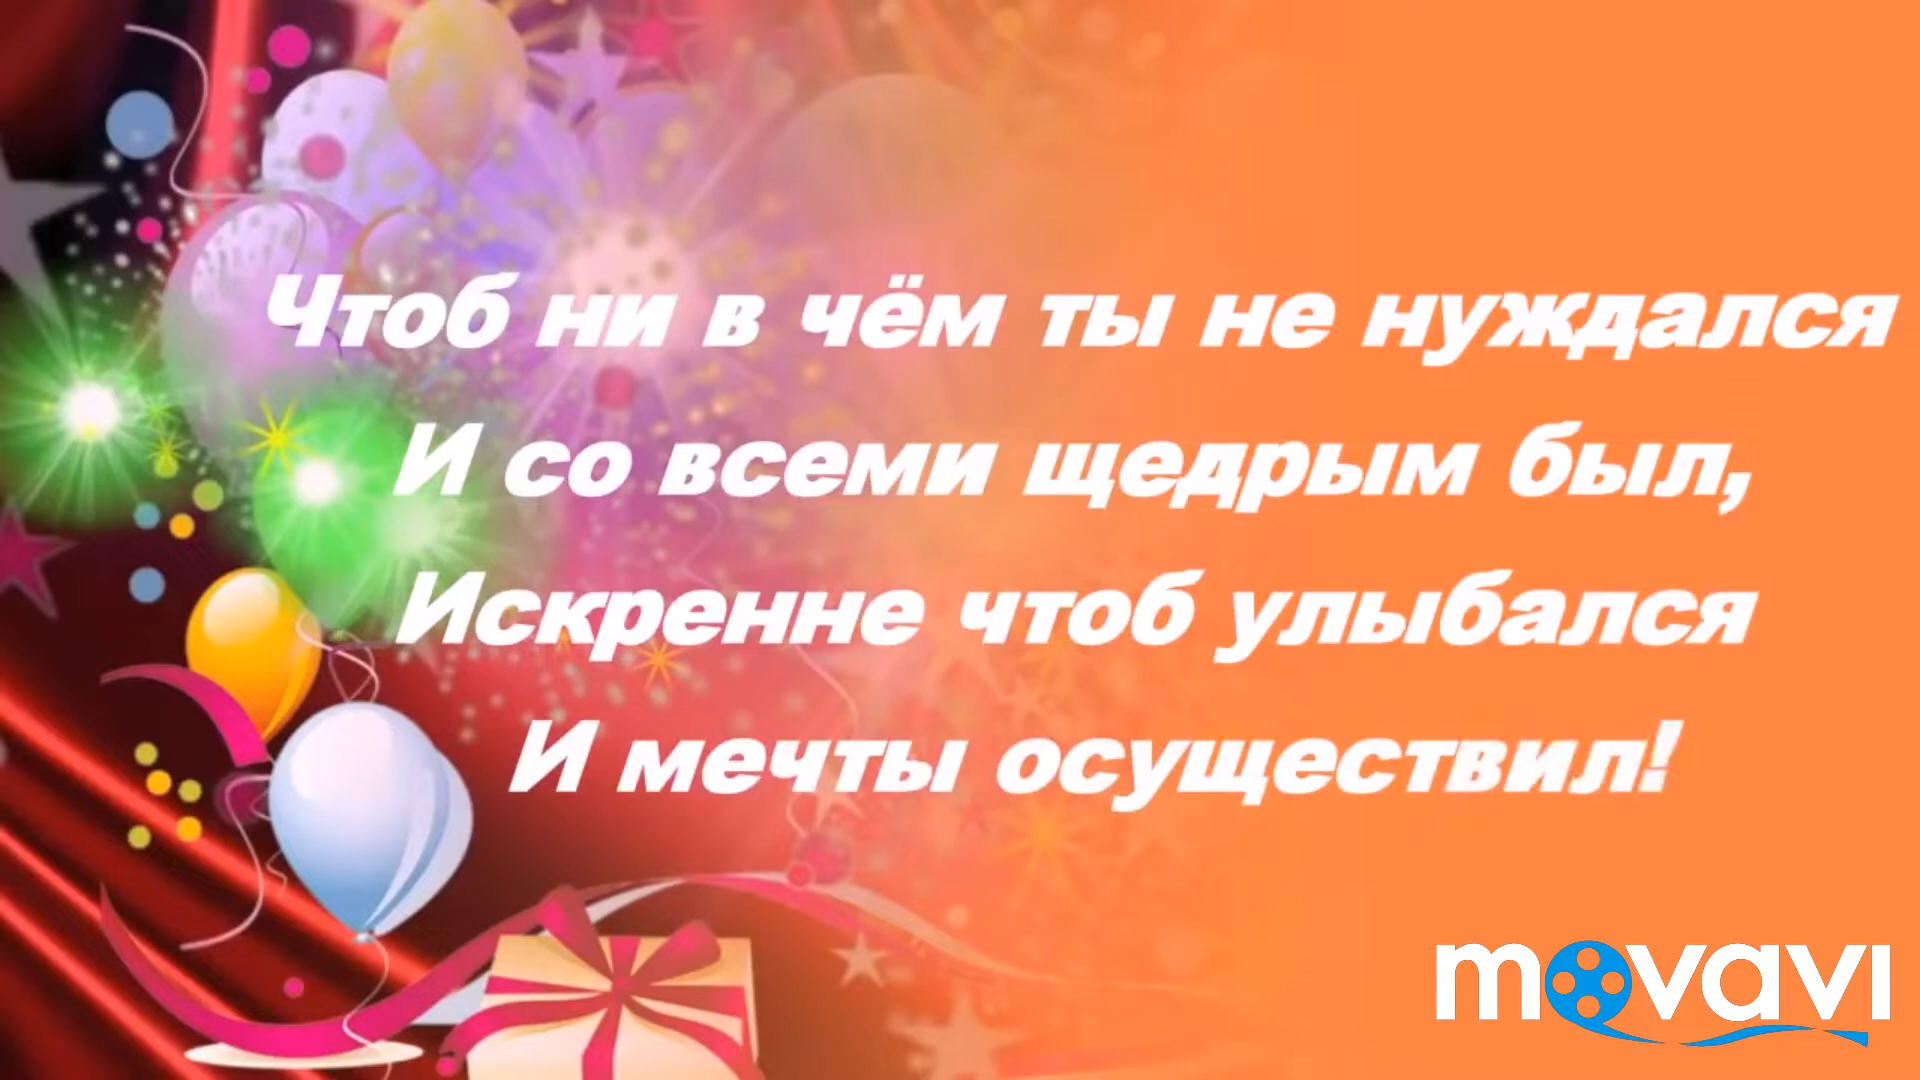 Чтоб ни в чём ты не нуждался
И со всеми щедрым был,
Искренне чтоб улыбался
И мечты осуществил!
movavi